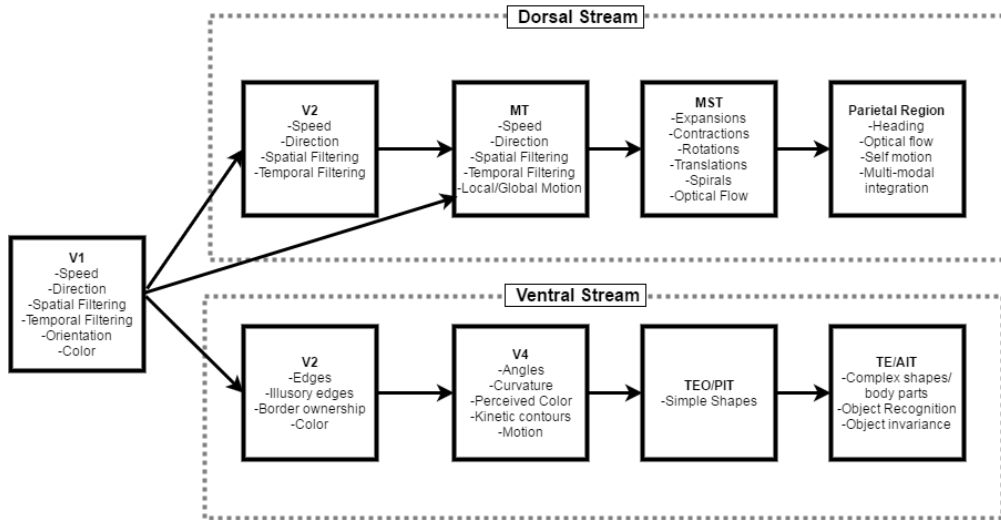 Dorsal Stream
V2
-Speed
-Direction
-Spatial Filtering
-Temporal Filtering
MT
-Speed
-Direction
-Spatial Filtering
-Temporal Filtering
-Local/Global Motion
MST
-Expansions
-Contractions
-Rotations
-Translations
-Spirals
-Optical Flow
Parietal Region
-Heading
-Optical flow
-Self motion
-Multi-modal
integration
V1
-Speed
-Direction
-Spatial Filtering
-Temporal Filtering
-Orientation
-Color
Ventral Stream
V2
-Edges
-Illusory edges
-Border ownership
-Color
V4
-Angles
-Curvature
-Perceived Color
-Kinetic contours
-Motion
TEO/PIT
-Simple Shapes
TE/AIT
-Complex shapes/
body parts
-Object Recognition
-Object invariance